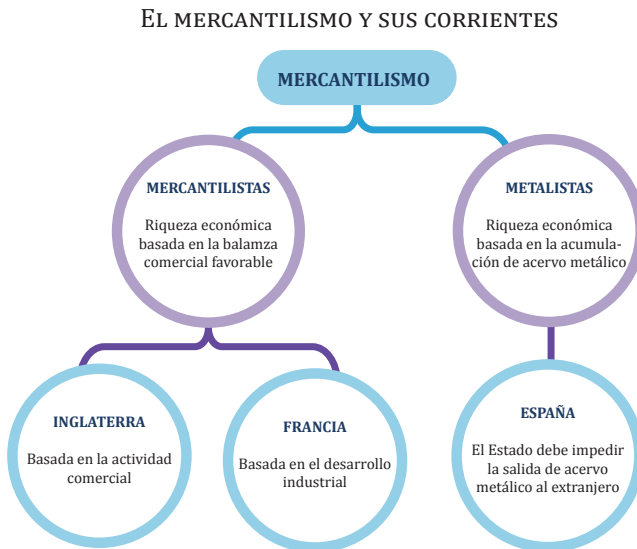 El mercantilismo y sus corrientes
MERCANTILISMO
MERCANTILISTAS
Riqueza económica
basada en la balamza
comercial favorable
METALISTAS
Riqueza económica
basada en la acumula-
ción de acervo metálico
INGLATERRA
Basada en la actividad
comercial
FRANCIA
Basada en el desarrollo
industrial
ESPAÑA
El Estado debe impedir
la salida de acervo
metálico al extranjero